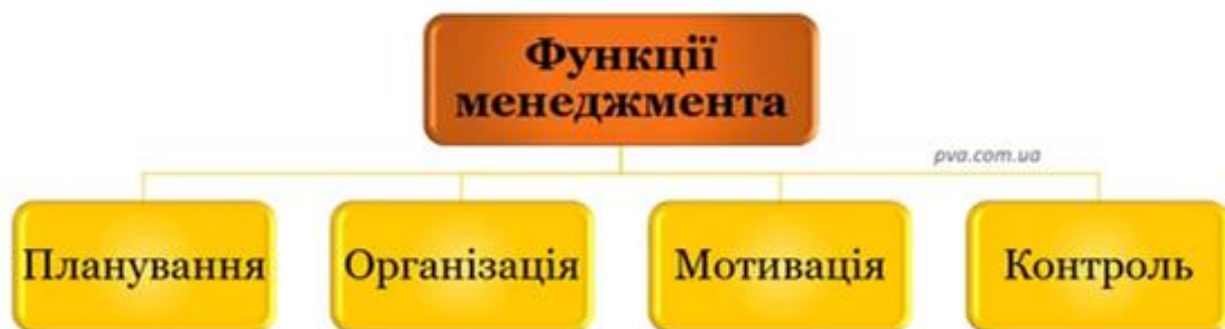 Функції
менеджмента
pva.com.ua
Планування
Організація
Мотивація
Контроль